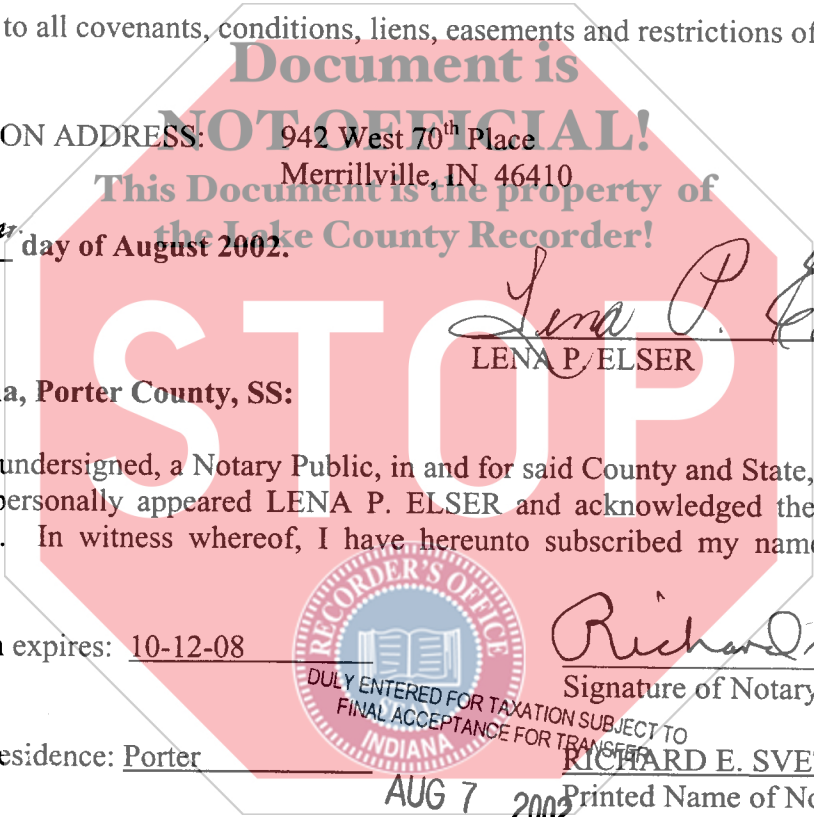 to all covenants, conditions, liens, easements and restrictions of
Document is
NOT OFFICIAL!
ON ADDRESS: 942 West 70th Place
Merrillville, IN 46410
This Document is the property of
the Lake County Recorder!
day of August 2002.
Lena P.
LENA P. ELSER
STOP
a, Porter County, SS:
undersigned, a Notary Public, in and for said County and State,
personally appeared LENA P. ELSER and acknowledged the
. In witness whereof, I have hereunto subscribed my name
RECORDER'S OFFICE
SEAL
INDIANA
Richard
expires: 10-12-08
Signature of Notary
DULY ENTERED FOR TAXATION SUBJECT TO
FINAL ACCEPTANCE FOR TRANSFER
esidence: Porter
RICHARD E. SVE
Printed Name of No
AUG 7 2002